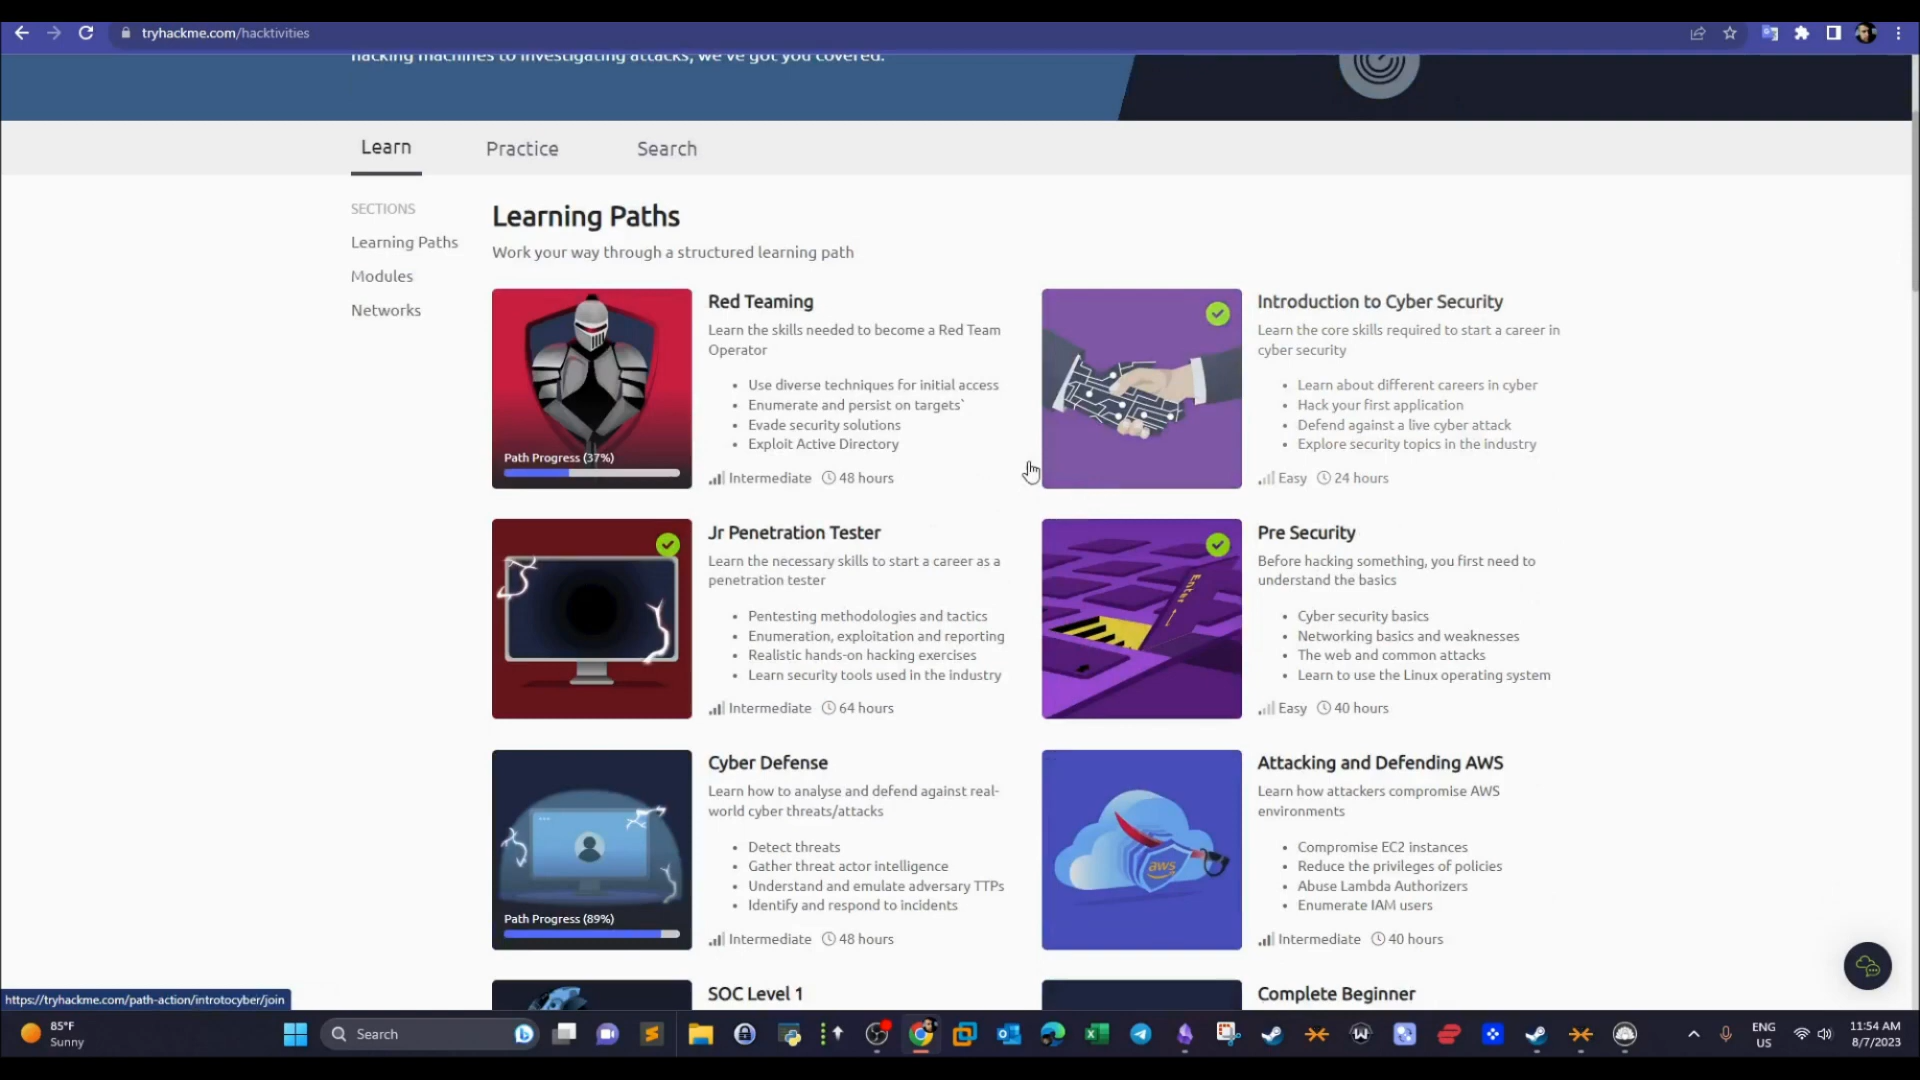 tryhackme.com/hacktivities
hacking machines to investigating attacks, we've got you covered.
Learn
Practice
Search
SECTIONS
Learning Paths
Modules
Networks
Learning Paths
Work your way through a structured learning path
Path Progress (37%)
Red Teaming
Learn the skills needed to become a Red Team
Operator
Use diverse techniques for initial access
Enumerate and persist on targets`
Evade security solutions
Exploit Active Directory
Intermediate 48 hours
Introduction to Cyber Security
Learn the core skills required to start a career in
cyber security
Learn about different careers in cyber
Hack your first application
Defend against a live cyber attack
Explore security topics in the industry
Easy 24 hours
Jr Penetration Tester
Learn the necessary skills to start a career as a
penetration tester
Pentesting methodologies and tactics
Enumeration, exploitation and reporting
Realistic hands-on hacking exercises
Learn security tools used in the industry
Intermediate 64 hours
Enter
Pre Security
Before hacking something, you first need to
understand the basics
Cyber security basics
Networking basics and weaknesses
The web and common attacks
Learn to use the Linux operating system
Easy 40 hours
Path Progress (89%)
Cyber Defense
Learn how to analyse and defend against real-
world cyber threats/attacks
Detect threats
Gather threat actor intelligence
Understand and emulate adversary TTPs
Identify and respond to incidents
Intermediate 48 hours
aws
Attacking and Defending AWS
Learn how attackers compromise AWS
environments
Compromise EC2 instances
Reduce the privileges of policies
Abuse Lambda Authorizers
Enumerate IAM users
Intermediate 40 hours
SOC Level 1
Complete Beginner
https://tryhackme.com/path-action/introtocyber/join
85°F
Sunny
Search
ENG
US
11:54 AM
8/7/2023